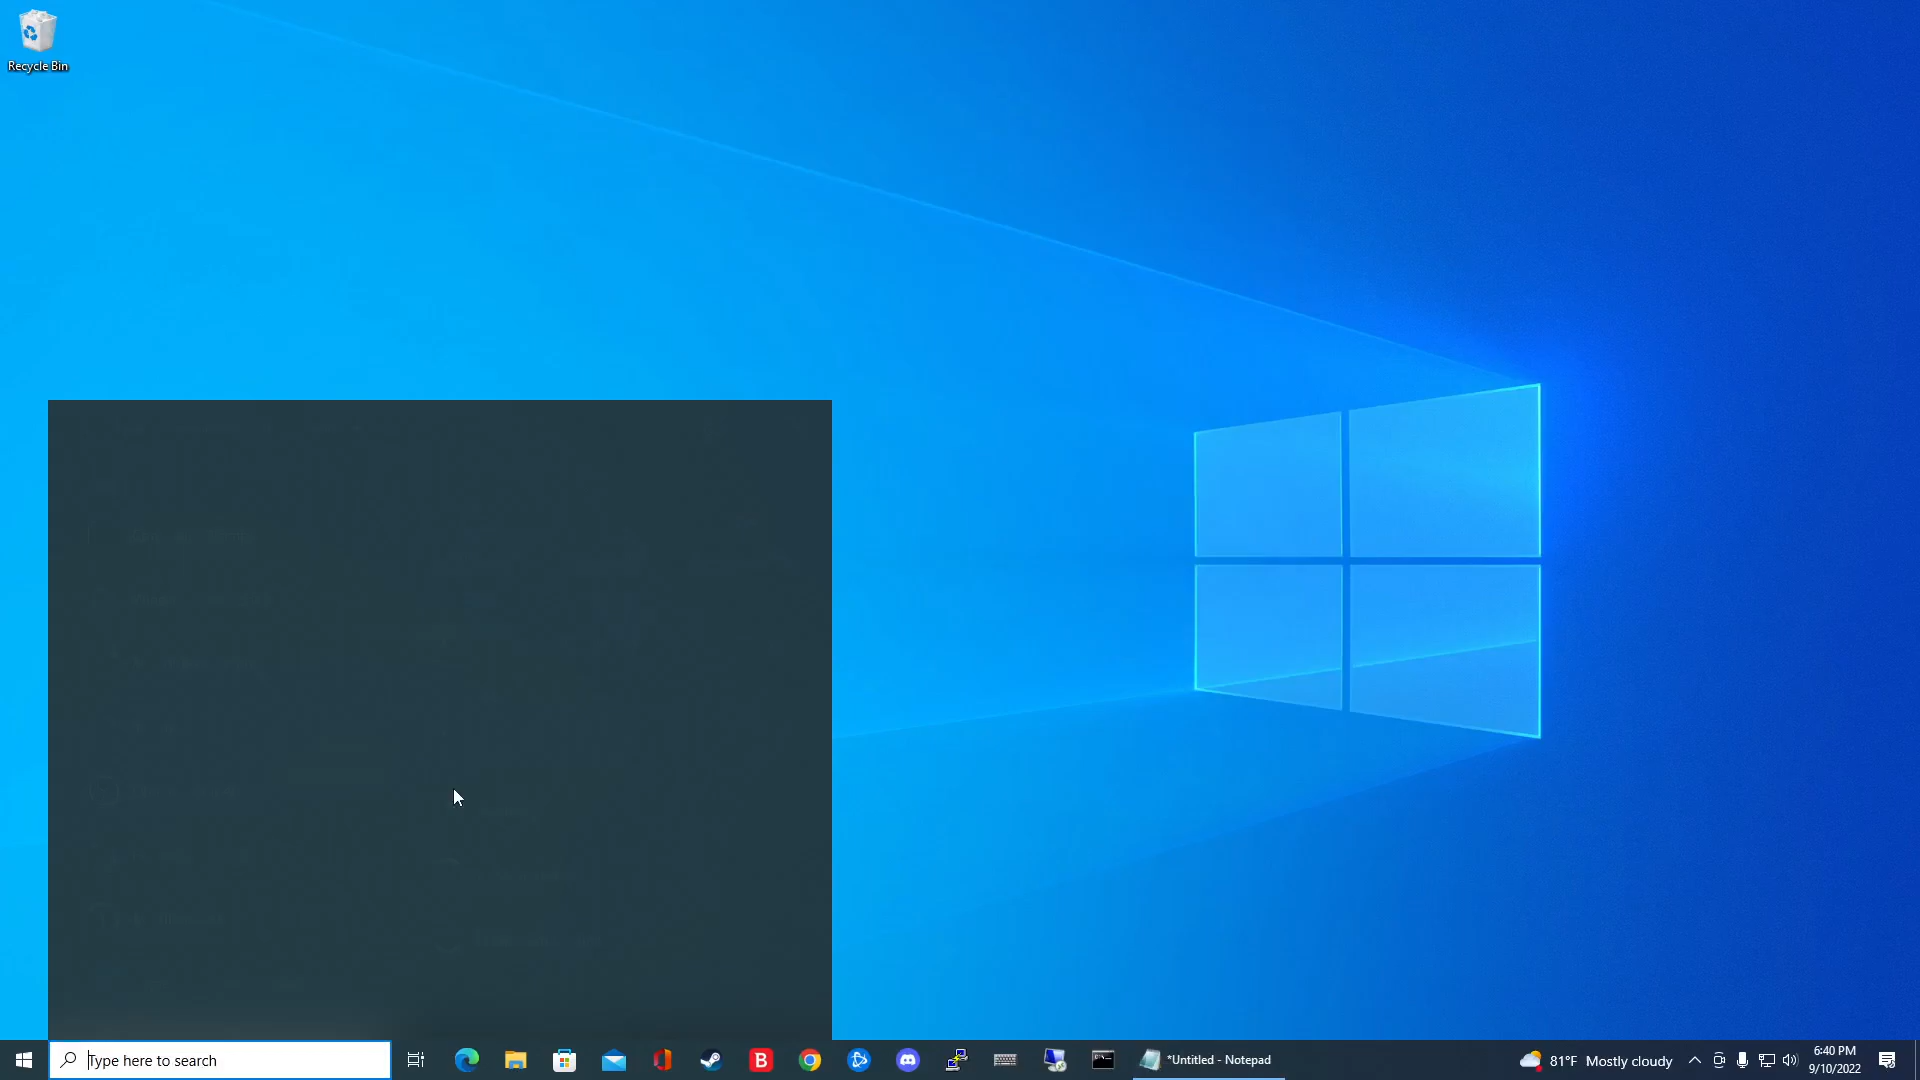 Recycle Bin
Type here to search
B
*Untitled - Notepad
81°F Mostly cloudy
6:40 PM
9/10/2022